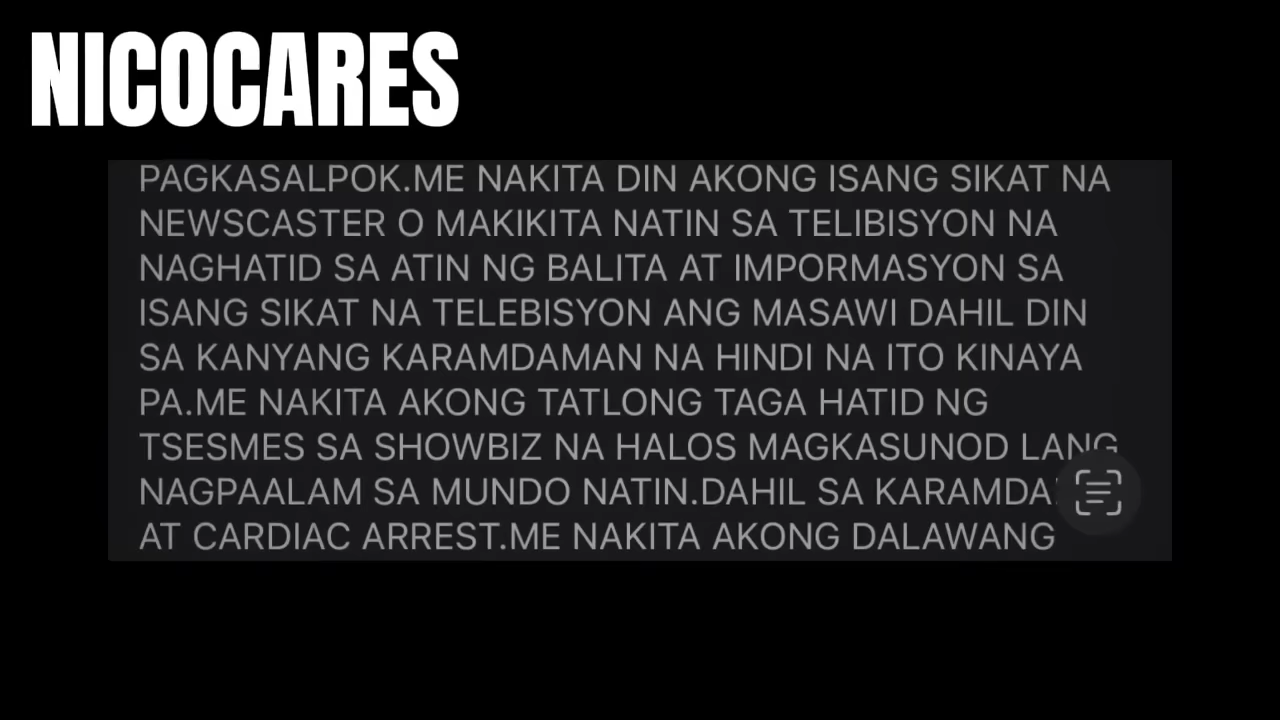 NICOCARES
PAGKASALPOK.ME NAKITA DIN AKONG ISANG SIKAT NA
NEWSCASTER O MAKIKITA NATIN SA TELIBISYON NA
NAGHATID SA ATIN NG BALITA AT IMPORMASYON SA
ISANG SIKAT NA TELEBISYON ANG MASAWI DAHIL DIN
SA KANYANG KARAMDAMAN NA HINDI NA ITO KINAYA
PA.ME NAKITA AKONG TATLONG TAGA HATID NG
TSESMES SA SHOWBIZ NA HALOS MAGKASUNOD LANG
NAGPAALAM SA MUNDO NATIN.DAHIL SA
AT CARDIAC ARREST.ME NAKITA AKONG DALAWANG